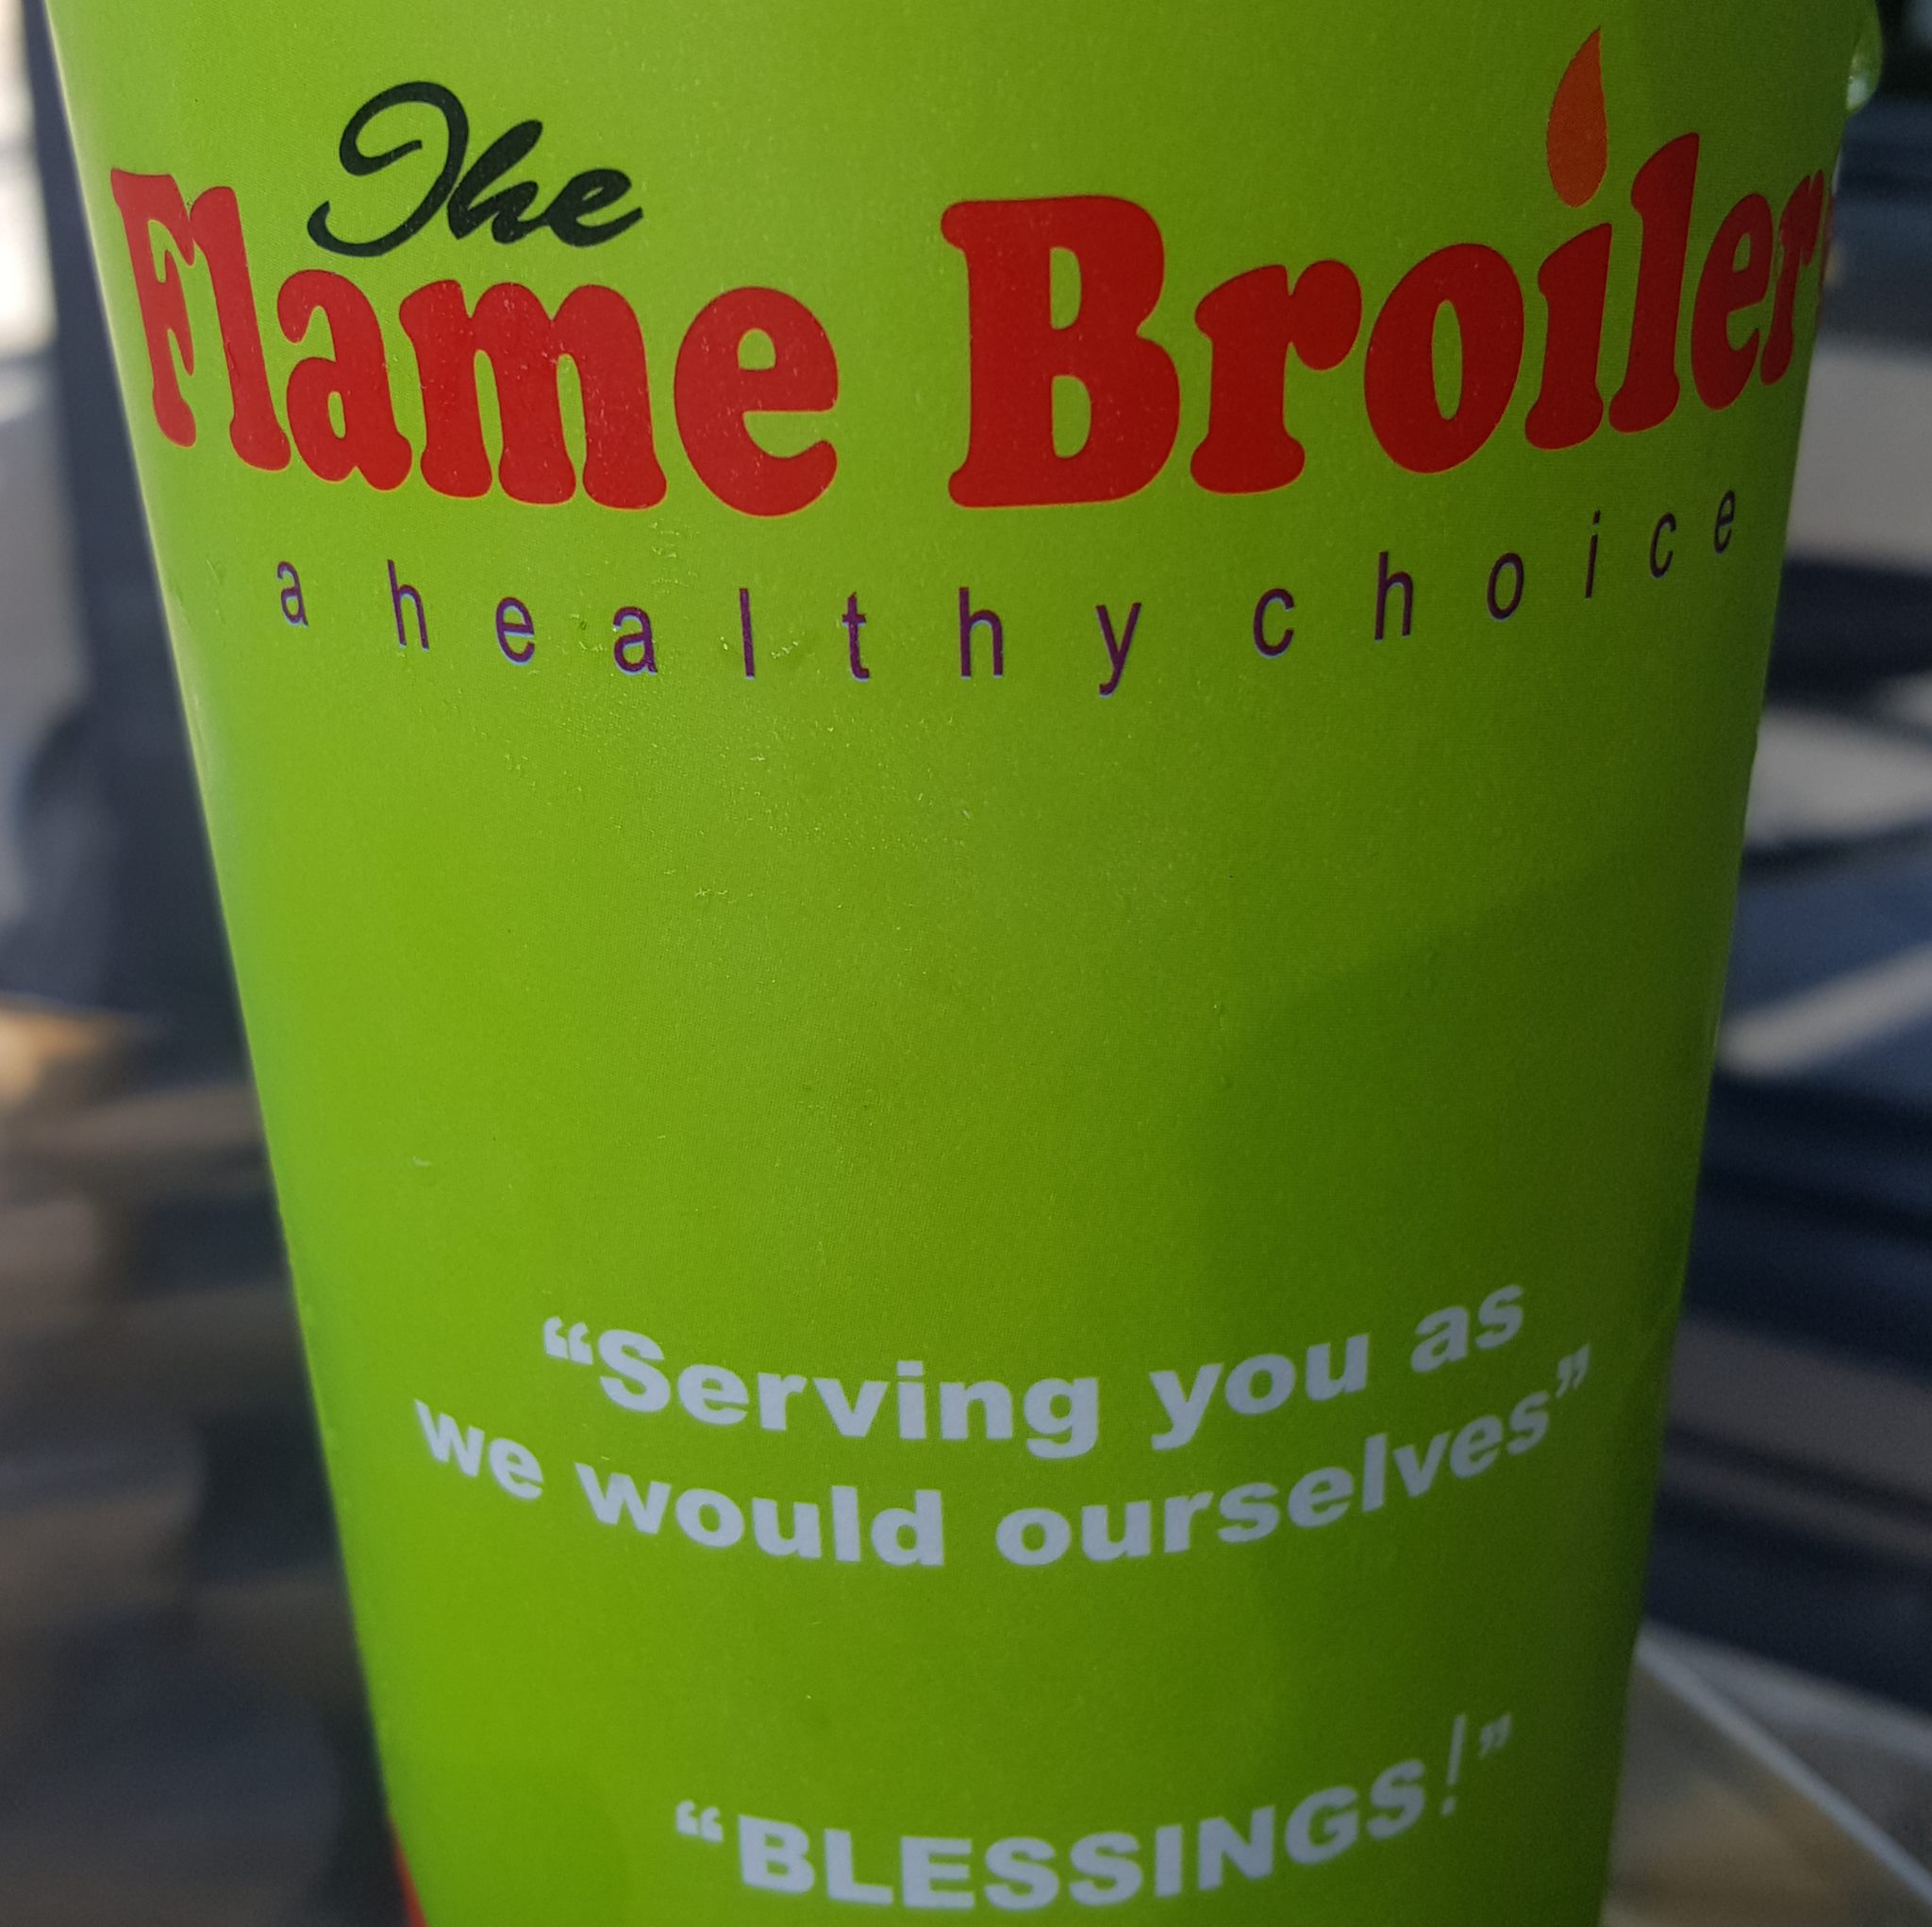 The
Flame Broiler
a healthy choice
“Serving you as
we would ourselves”
“BLESSINGS!”